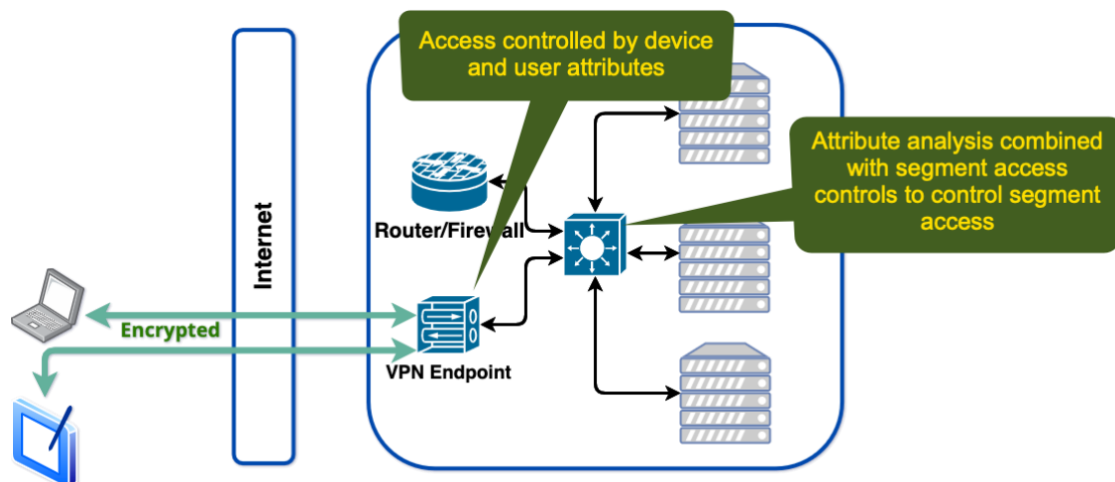 Access controlled by device
and user attributes
Attribute analysis combined
with segment access
controls to control segment
access
Router/Firewall
Internet
Encrypted
VPN Endpoint